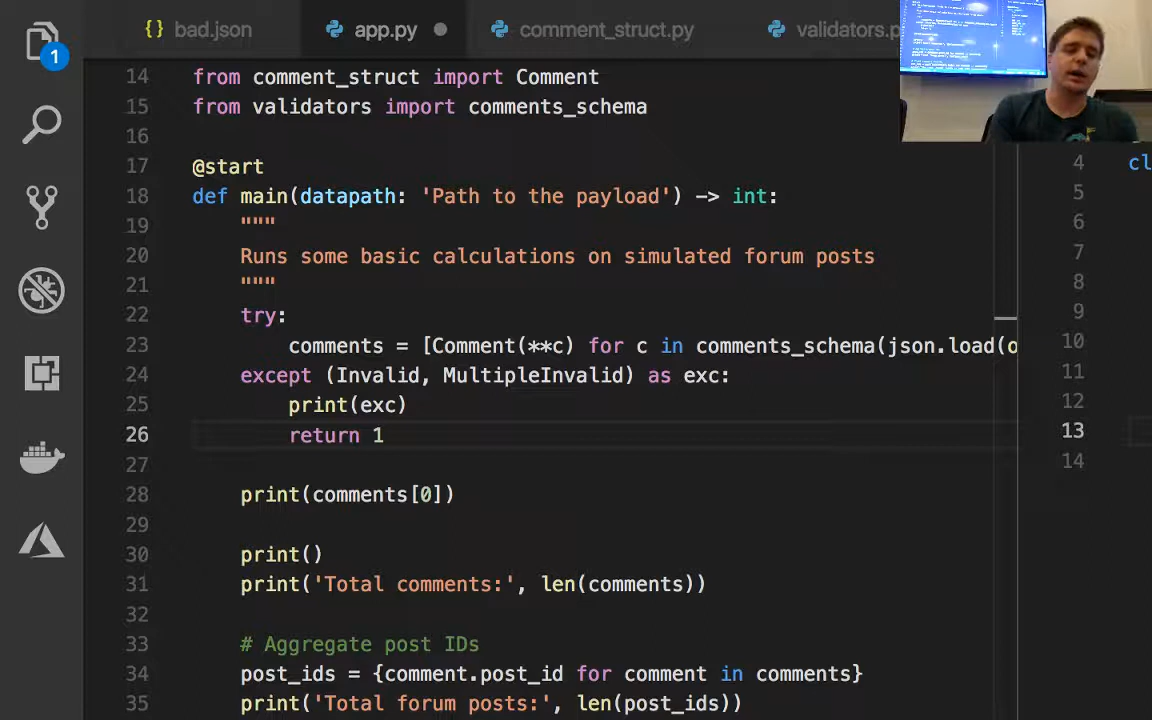 1
bad.json
app.py
comment_struct.py
validators.p
14 from comment_struct import Comment
15 from validators import comments_schema
16
17 @start
18 def main(datapath: 'Path to the payload') -> int:
19 """
20 Runs some basic calculations on simulated forum posts
21 """
22 try:
23 comments = [Comment(**c) for c in comments_schema(json.load(o
24 except (Invalid, MultipleInvalid) as exc:
25 print(exc)
26 return 1
27
28 print(comments[0])
29
30 print()
31 print('Total comments:', len(comments))
32
33 # Aggregate post IDs
34 post_ids = {comment.post_id for comment in comments}
35 print('Total forum posts:', len(post_ids))
4 cl
5
6
7
8
9
10
11
12
13
14